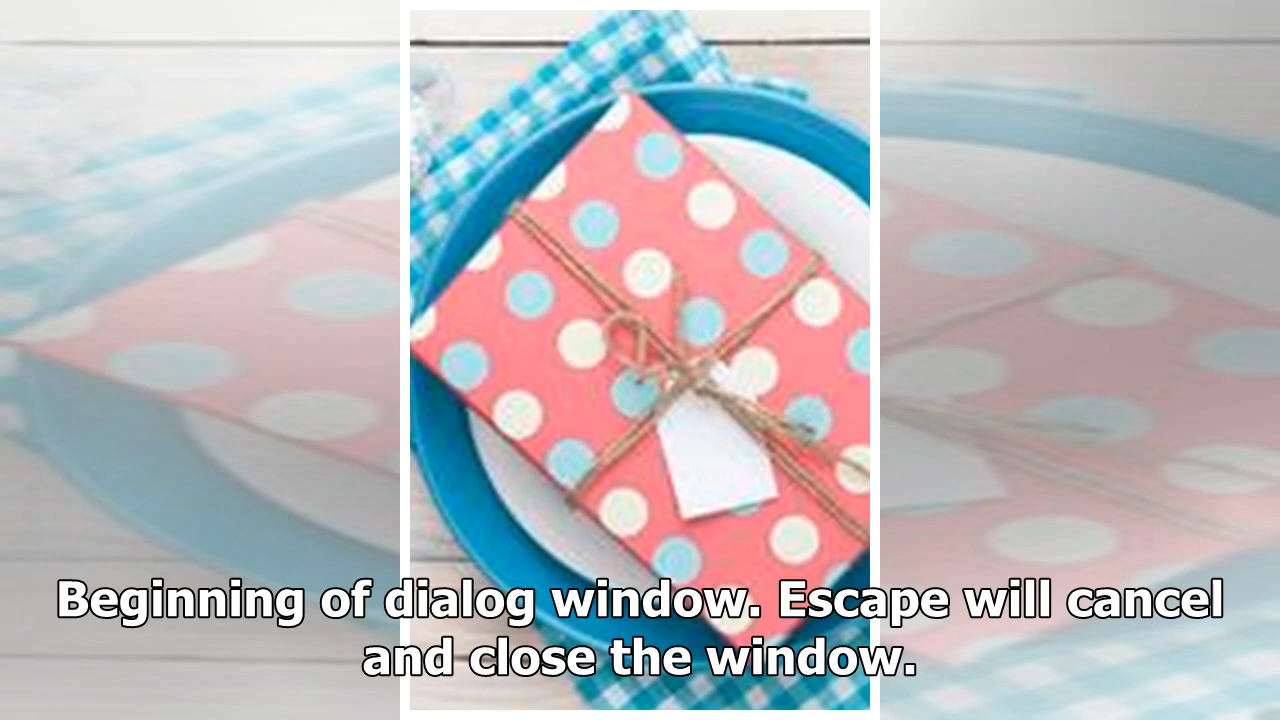 Beginning of dialog window. Escape will cancel
and close the window.